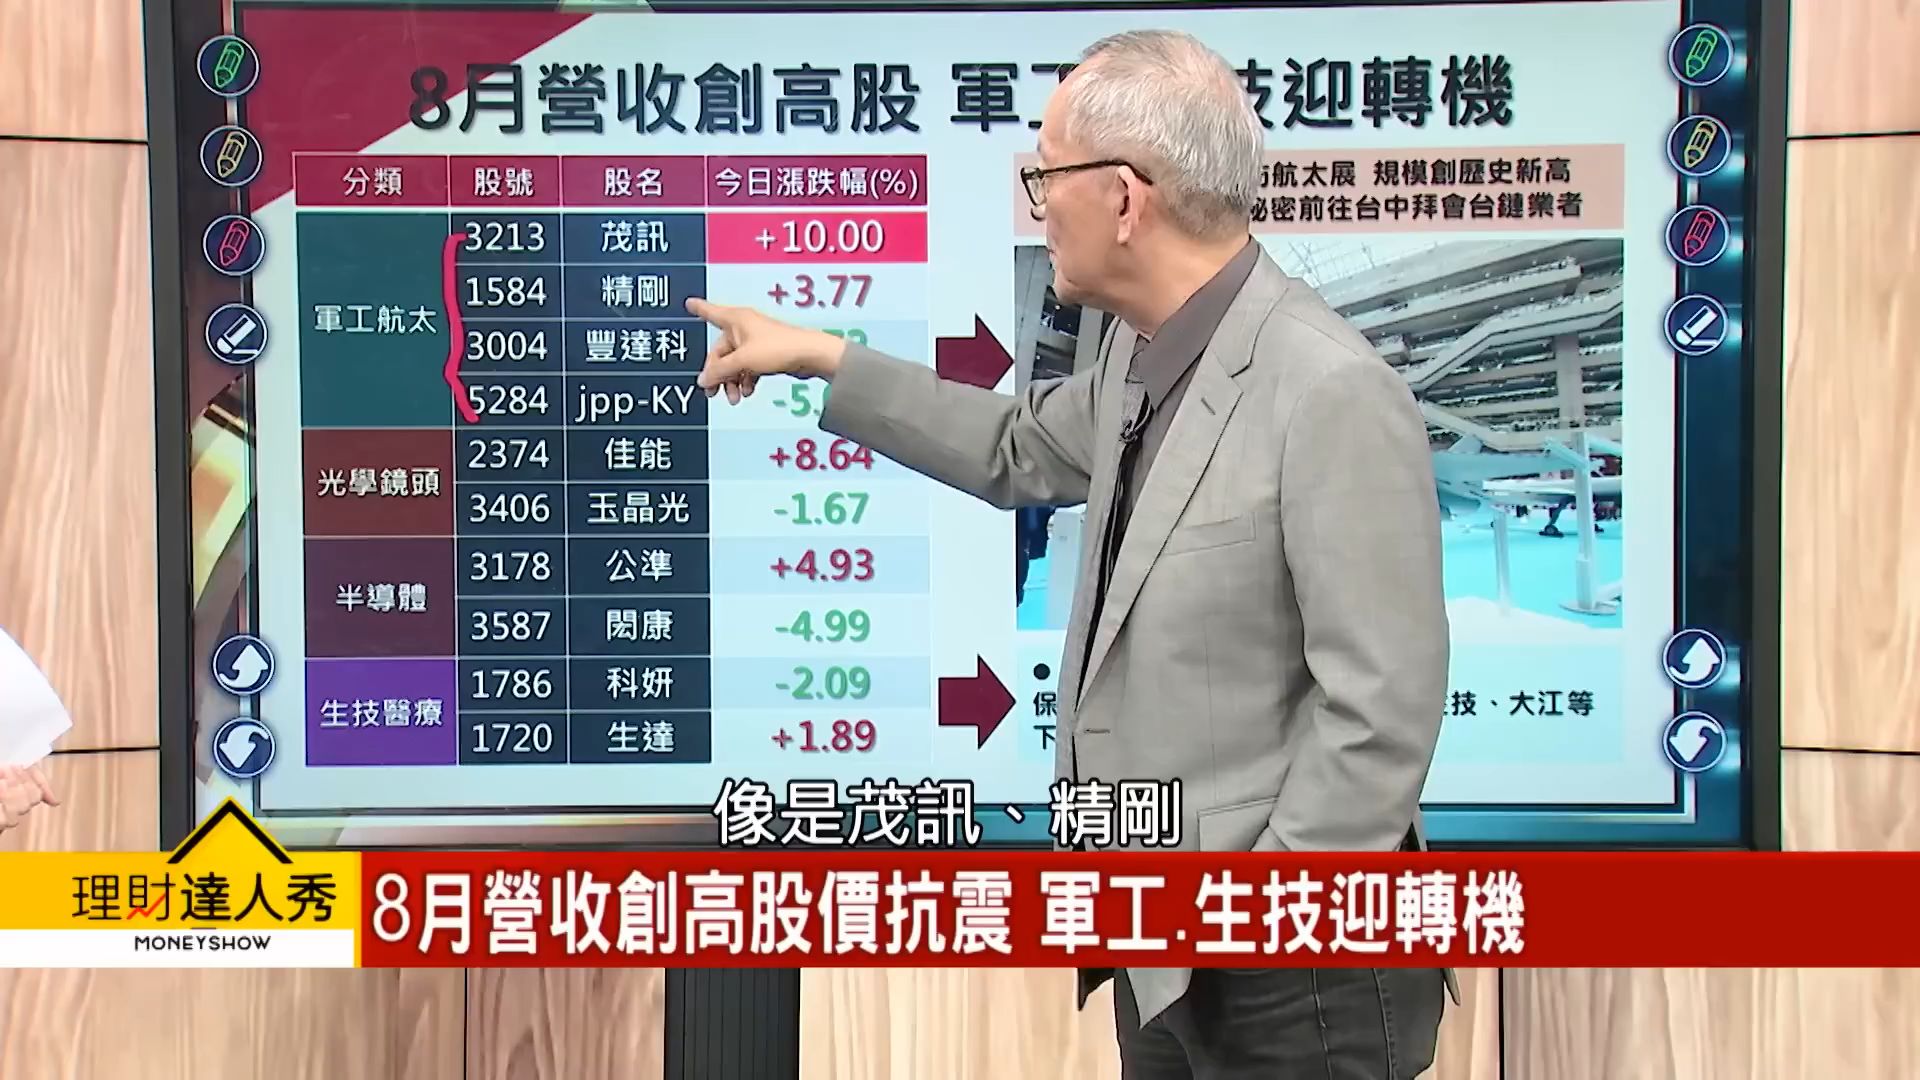 8月營收創高股 軍工 技迎轉機
分類 股號 股名 今日漲跌幅(%)
軍工航太
3213 茂訊 +10.00
1584 精剛 +3.77
3004 豐達科
5284 jpp-KY -5.
光學鏡頭
2374 佳能 +8.64
3406 玉晶光 -1.67
半導體
3178 公準 +4.93
3587 閎康 -4.99
生技醫療
1786 科妍 -2.09
1720 生達 +1.89
航太展 規模創歷史新高
秘密前往台中拜會台鏈業者
● 
保 技、大江等
下
像是茂訊、精剛
理財達人秀
MONEYSHOW
8月營收創高股價抗震 軍工.生技迎轉機